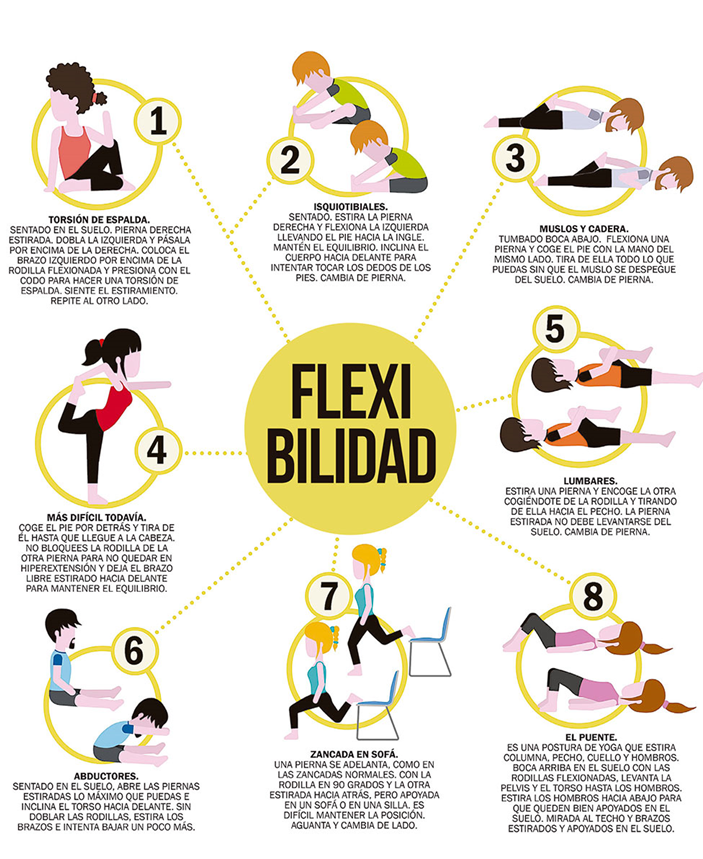 1
TORSIÓN DE ESPALDA.
SENTADO EN EL SUELO. PIERNA DERECHA
ESTIRADA. DOBLA LA IZQUIERDA Y PÁSALA
POR ENCIMA DE LA DERECHA. COLOCA EL
BRAZO IZQUIERDO POR ENCIMA DE LA
RODILLA FLEXIONADA Y PRESIONA CON EL
CODO PARA HACER UNA TORSIÓN DE
ESPALDA. SIENTE EL ESTIRAMIENTO.
REPITE AL OTRO LADO.
2
ISQUIOTIBIALES.
SENTADO. ESTIRA LA PIERNA
DERECHA Y FLEXIONA LA IZQUIERDA
LLEVANDO EL PIE HACIA LA INGLE.
MANTÉN EL EQUILIBRIO. INCLINA EL
CUERPO HACIA DELANTE PARA
INTENTAR TOCAR LOS DEDOS DE LOS
PIES. CAMBIA DE PIERNA.
3
MUSLOS Y CADERA.
TUMBADO BOCA ABAJO. FLEXIONA UNA
PIERNA Y COGE EL PIE CON LA MANO DEL
MISMO LADO. TIRA DE ELLA TODO LO QUE
PUEDAS SIN QUE EL MUSLO SE DESPEGUE
DEL SUELO. CAMBIA DE PIERNA.
FLEXI
BILIDAD
4
MÁS DIFÍCIL TODAVÍA.
COGE EL PIE POR DETRÁS Y TIRA DE
ÉL HASTA QUE LLEGUE A LA CABEZA.
NO BLOQUEES LA RODILLA DE LA
OTRA PIERNA PARA NO QUEDAR EN
HIPEREXTENSIÓN Y DEJA EL BRAZO
LIBRE ESTIRADO HACIA DELANTE
PARA MANTENER EL EQUILIBRIO.
5
LUMBARES.
ESTIRA UNA PIERNA Y ENCOGE LA OTRA
COGIÉNDOTE DE LA RODILLA Y TIRANDO
DE ELLA HACIA EL PECHO. LA PIERNA
ESTIRADA NO DEBE LEVANTARSE DEL
SUELO. CAMBIA DE PIERNA.
6
ABDUCTORES.
SENTADO EN EL SUELO, ABRE LAS PIERNAS
ESTIRADAS LO MÁXIMO QUE PUEDAS E
INCLINA EL TORSO HACIA DELANTE. SIN
DOBLAR LAS RODILLAS, ESTIRA LOS
BRAZOS E INTENTA BAJAR UN POCO MÁS.
7
ZANCADA EN SOFÁ.
UNA PIERNA SE ADELANTA, COMO EN
LAS ZANCADAS NORMALES. CON LA
RODILLA EN 90 GRADOS Y LA OTRA
ESTIRADA HACIA ATRÁS, PERO APOYADA
EN UN SOFÁ O EN UNA SILLA. ES
DIFÍCIL MANTENER LA POSICIÓN.
AGUANTA Y CAMBIA DE LADO.
8
EL PUENTE.
ES UNA POSTURA DE YOGA QUE ESTIRA
COLUMNA, PECHO, CUELLO Y HOMBROS.
BOCA ARRIBA EN EL SUELO CON LAS
RODILLAS FLEXIONADAS, LEVANTA LA
PELVIS Y EL TORSO HASTA LOS HOMBROS.
ESTIRA LOS HOMBROS HACIA ABAJO PARA
QUE QUEDEN BIEN APOYADOS EN EL
SUELO. MIRADA AL TECHO Y BRAZOS
ESTIRADOS Y APOYADOS EN EL SUELO.